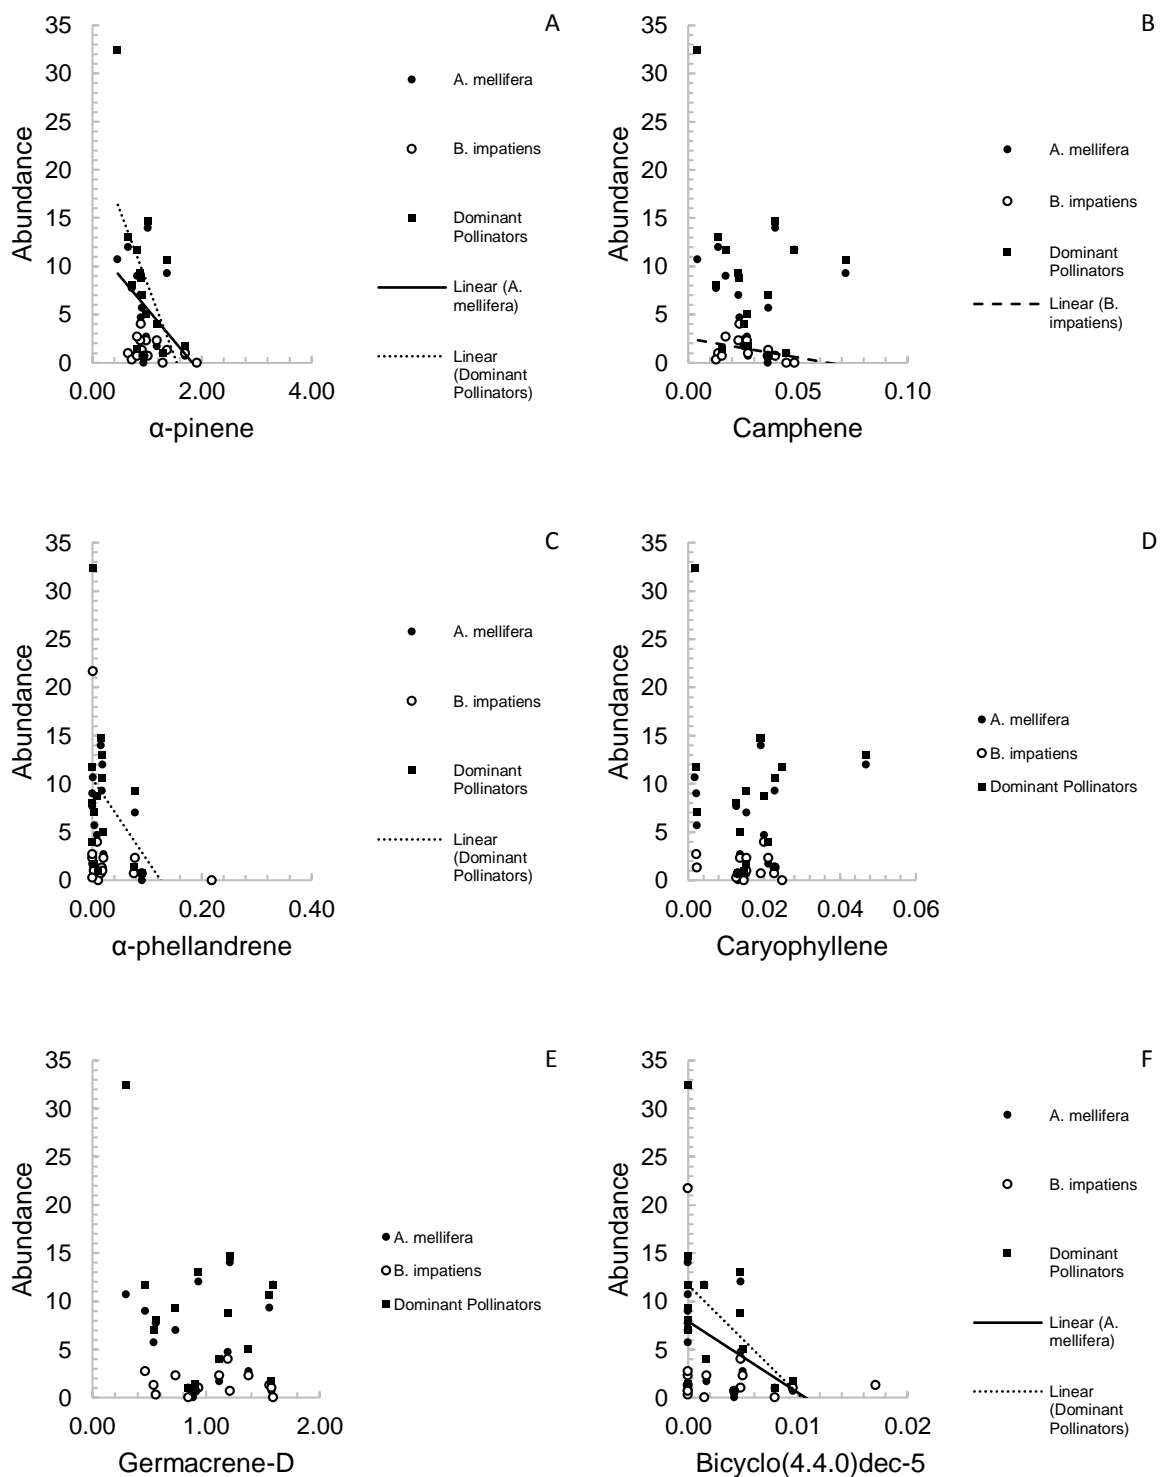 A
35
30
25
20
15
10
5
0
0.00 2.00 4.00
Abundance
α-pinene
A. mellifera
B. impatiens
Dominant
Pollinators
Linear (A.
mellifera)
Linear
(Dominant
Pollinators)
B
35
30
25
20
15
10
5
0
0.00 0.05 0.10
Abundance
Camphene
A. mellifera
B. impatiens
Dominant
Pollinators
Linear (B.
impatiens)
C
35
30
25
20
15
10
5
0
0.00 0.20 0.40
Abundance
α-phellandrene
A. mellifera
B. impatiens
Dominant
Pollinators
Linear
(Dominant
Pollinators)
D
35
30
25
20
15
10
5
0
0.00 0.02 0.04 0.06
Abundance
Caryophyllene
A. mellifera
B. impatiens
Dominant Pollinators
E
35
30
25
20
15
10
5
0
0.00 1.00 2.00
Abundance
Germacrene-D
A. mellifera
B. impatiens
Dominant Pollinators
F
35
30
25
20
15
10
5
0
0.00 0.01 0.02
Abundance
Bicyclo(4.4.0)dec-5
A. mellifera
B. impatiens
Dominant
Pollinators
Linear (A.
mellifera)
Linear
(Dominant
Pollinators)